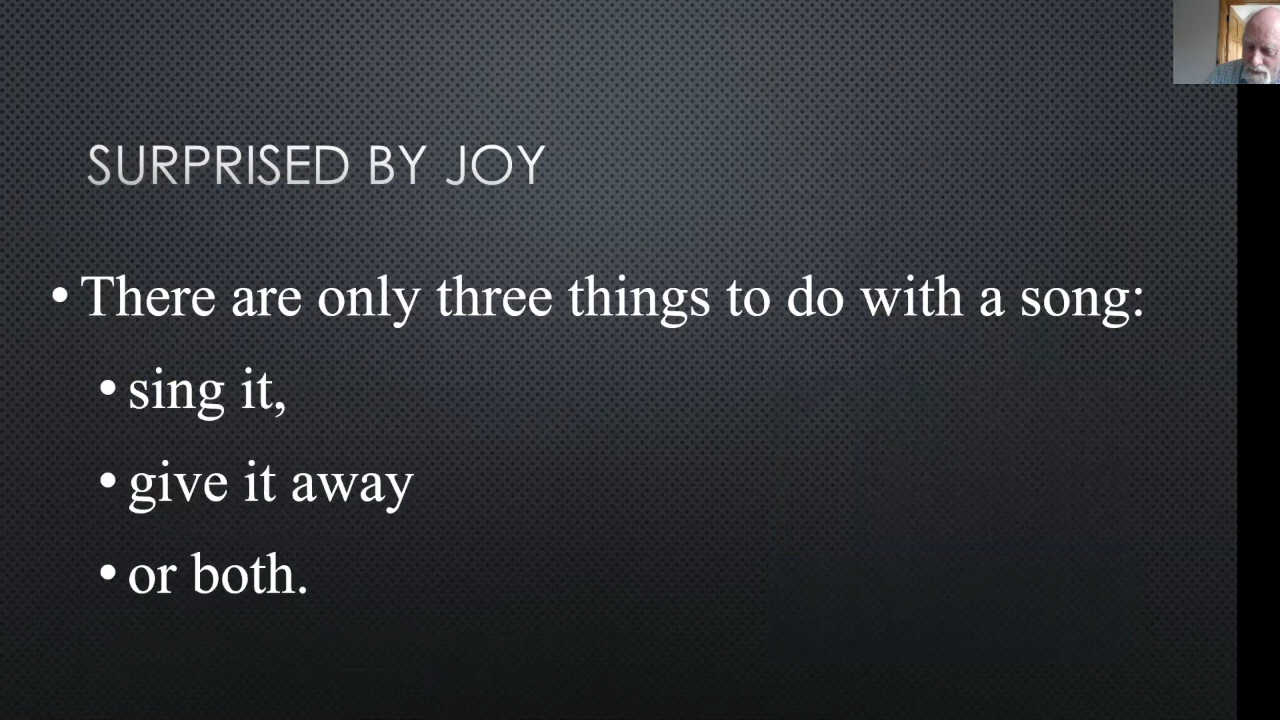 SURPRISED BY JOY
• There are only three things to do with a song:
• sing it,
• give it away
• or both.